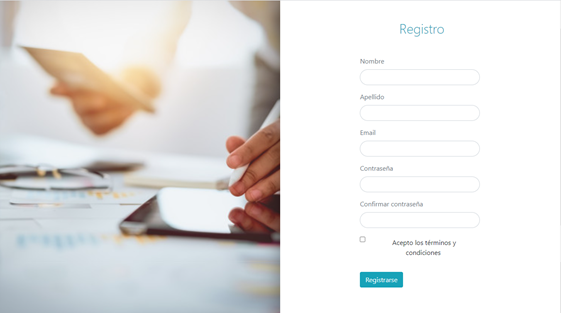 Registro
Nombre
Apellido
Email
Contraseña
Confirmar contraseña
Acepto los términos y
condiciones
Registrarse